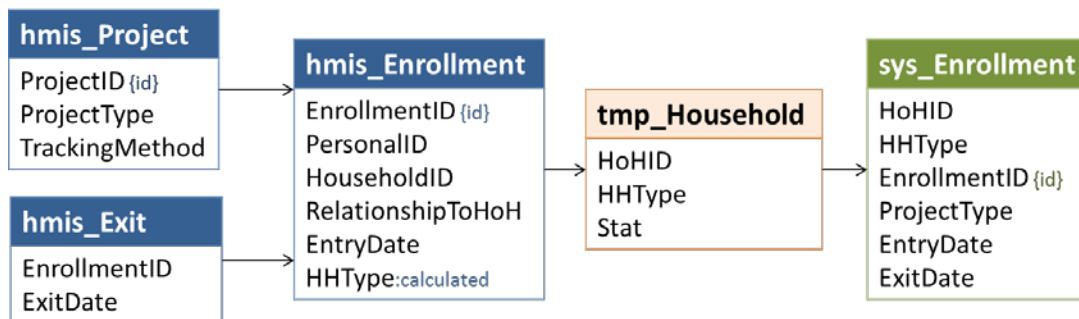 hmis_Project
ProjectID {id}
ProjectType
TrackingMethod
hmis_Exit
EnrollmentID
ExitDate
hmis_Enrollment
EnrollmentID {id}
PersonalID
HouseholdID
RelationshipToHoH
EntryDate
HHType:calculated
tmp_Household
HoHID
HHType
Stat
sys_Enrollment
HoHID
HHType
EnrollmentID {id}
ProjectType
EntryDate
ExitDate